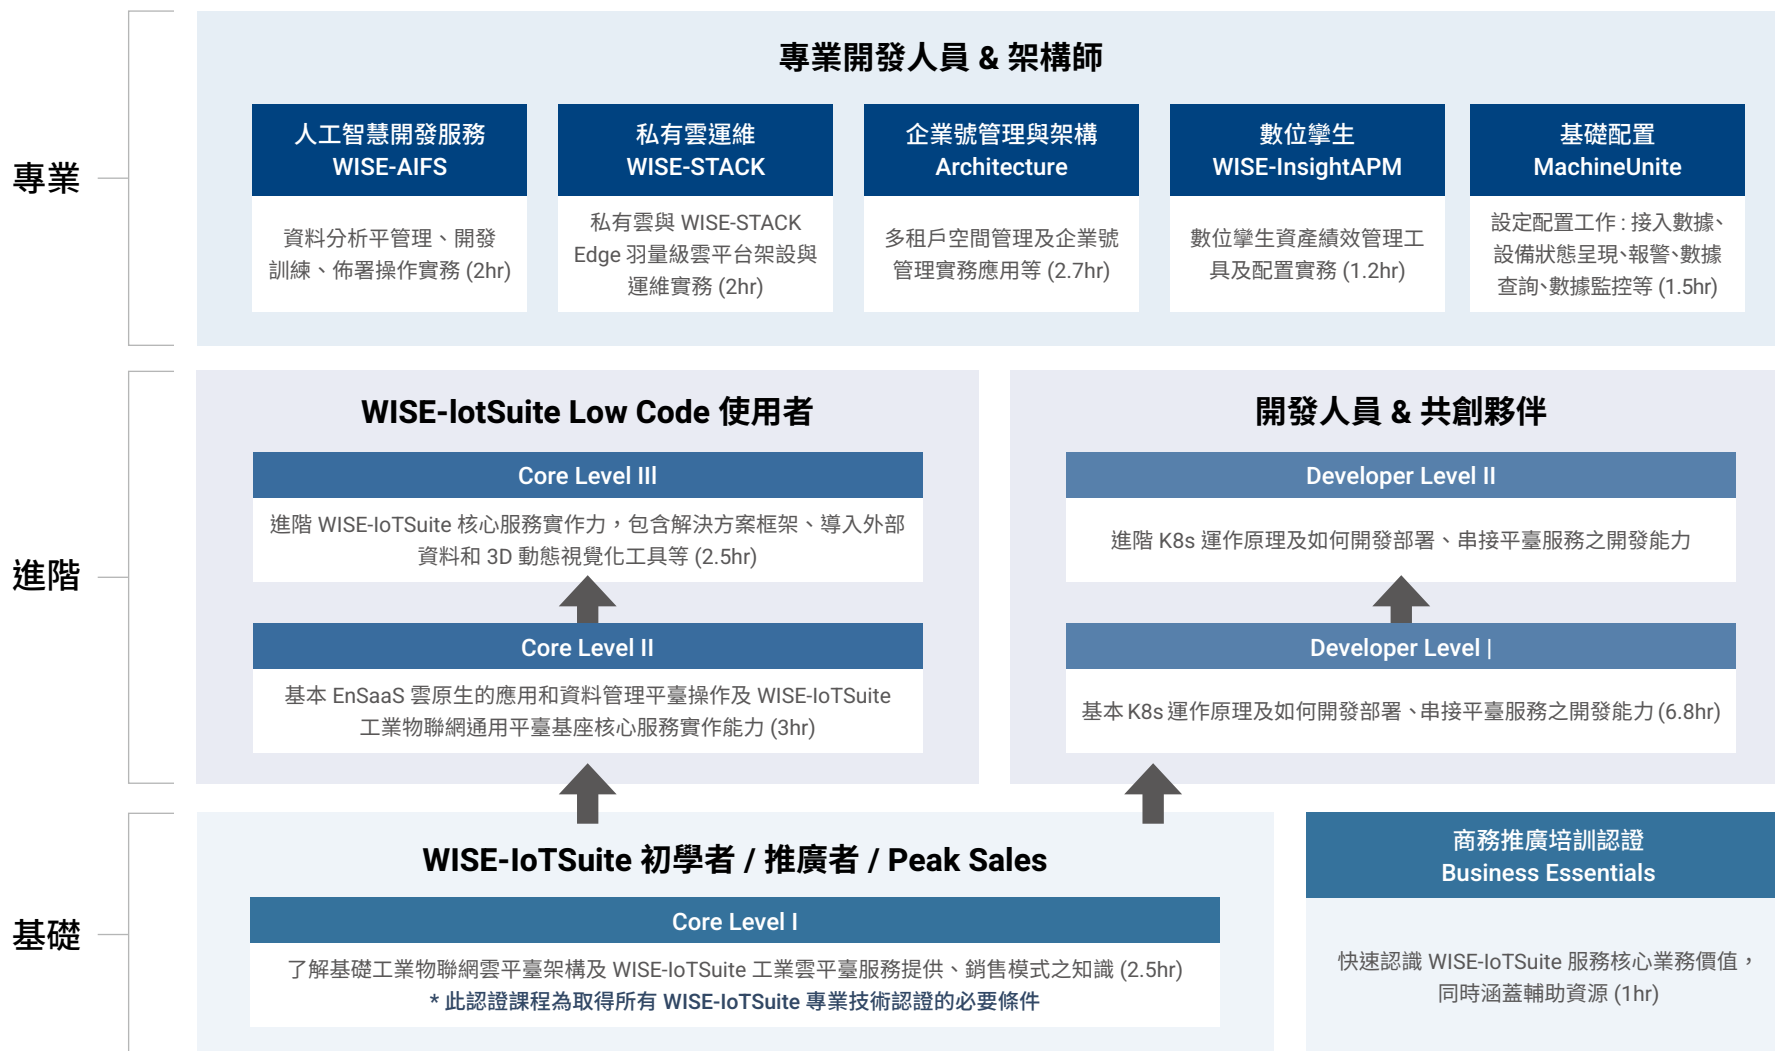 專業
專業開發人員 & 架構師
人工智慧開發服務
WISE-AIFS
資料分析平管理、開發
訓練、佈署操作實務 (2hr)
私有雲運維
WISE-STACK
私有雲與 WISE-STACK
Edge 羽量級雲平台架設與
運維實務 (2hr)
企業號管理與架構
Architecture
多租戶空間管理及企業號
管理實務應用等 (2.7hr)
數位孿生
WISE-InsightAPM
數位孿生資產績效管理工
具及配置實務 (1.2hr)
基礎配置
MachineUnite
設定配置工作 : 接入數據、
設備狀態呈現、報警、數據
查詢、數據監控等 (1.5hr)
進階
WISE-IotSuite Low Code 使用者
Core Level III
進階 WISE-IoTSuite 核心服務實作力，包含解決方案框架、導入外部
資料和 3D 動態視覺化工具等 (2.5hr)
Core Level II
基本 EnSaaS 雲原生的應用和資料管理平臺操作及 WISE-IoTSuite
工業物聯網通用平臺基座核心服務實作能力 (3hr)
開發人員 & 共創夥伴
Developer Level II
進階 K8s 運作原理及如何開發部署、串接平臺服務之開發能力
Developer Level |
基本 K8s 運作原理及如何開發部署、串接平臺服務之開發能力 (6.8hr)
基礎
WISE-IoTSuite 初學者 / 推廣者 / Peak Sales
Core Level I
了解基礎工業物聯網雲平臺架構及 WISE-IoTSuite 工業雲平臺服務提供、銷售模式之知識 (2.5hr)
* 此認證課程為取得所有 WISE-IoTSuite 專業技術認證的必要條件
商務推廣培訓認證
Business Essentials
快速認識 WISE-IoTSuite 服務核心業務價值，
同時涵蓋輔助資源 (1hr)